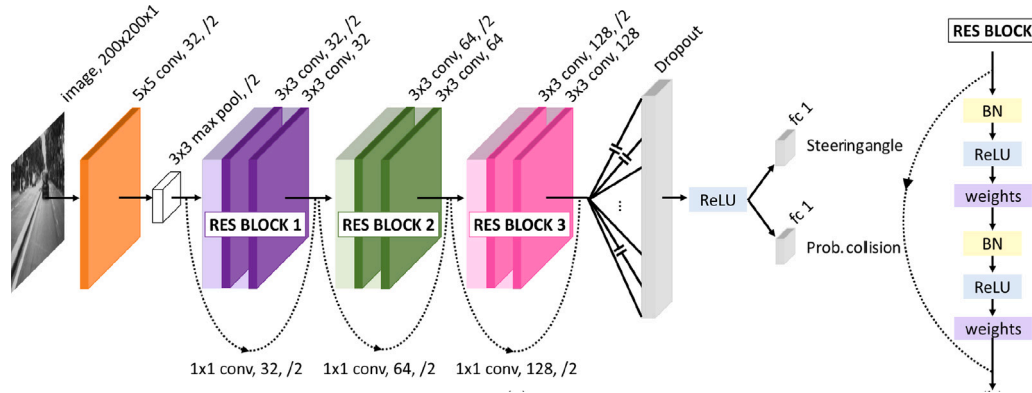 image, 200x200x1
5x5 conv, 32, /2
3x3 max pool, /2
3x3 conv, 32, /2
3x3 conv, 32
3x3 conv, 64, /2
3x3 conv, 64
3x3 conv, 128, /2
3x3 conv, 128
Dropout
RES BLOCK 1
RES BLOCK 2
RES BLOCK 3
1x1 conv, 32, /2
1x1 conv, 64, /2
1x1 conv, 128, /2
...
ReLU
fc 1
Steering angle
fc 1
Prob. collision
RES BLOCK
BN
ReLU
weights
BN
ReLU
weights